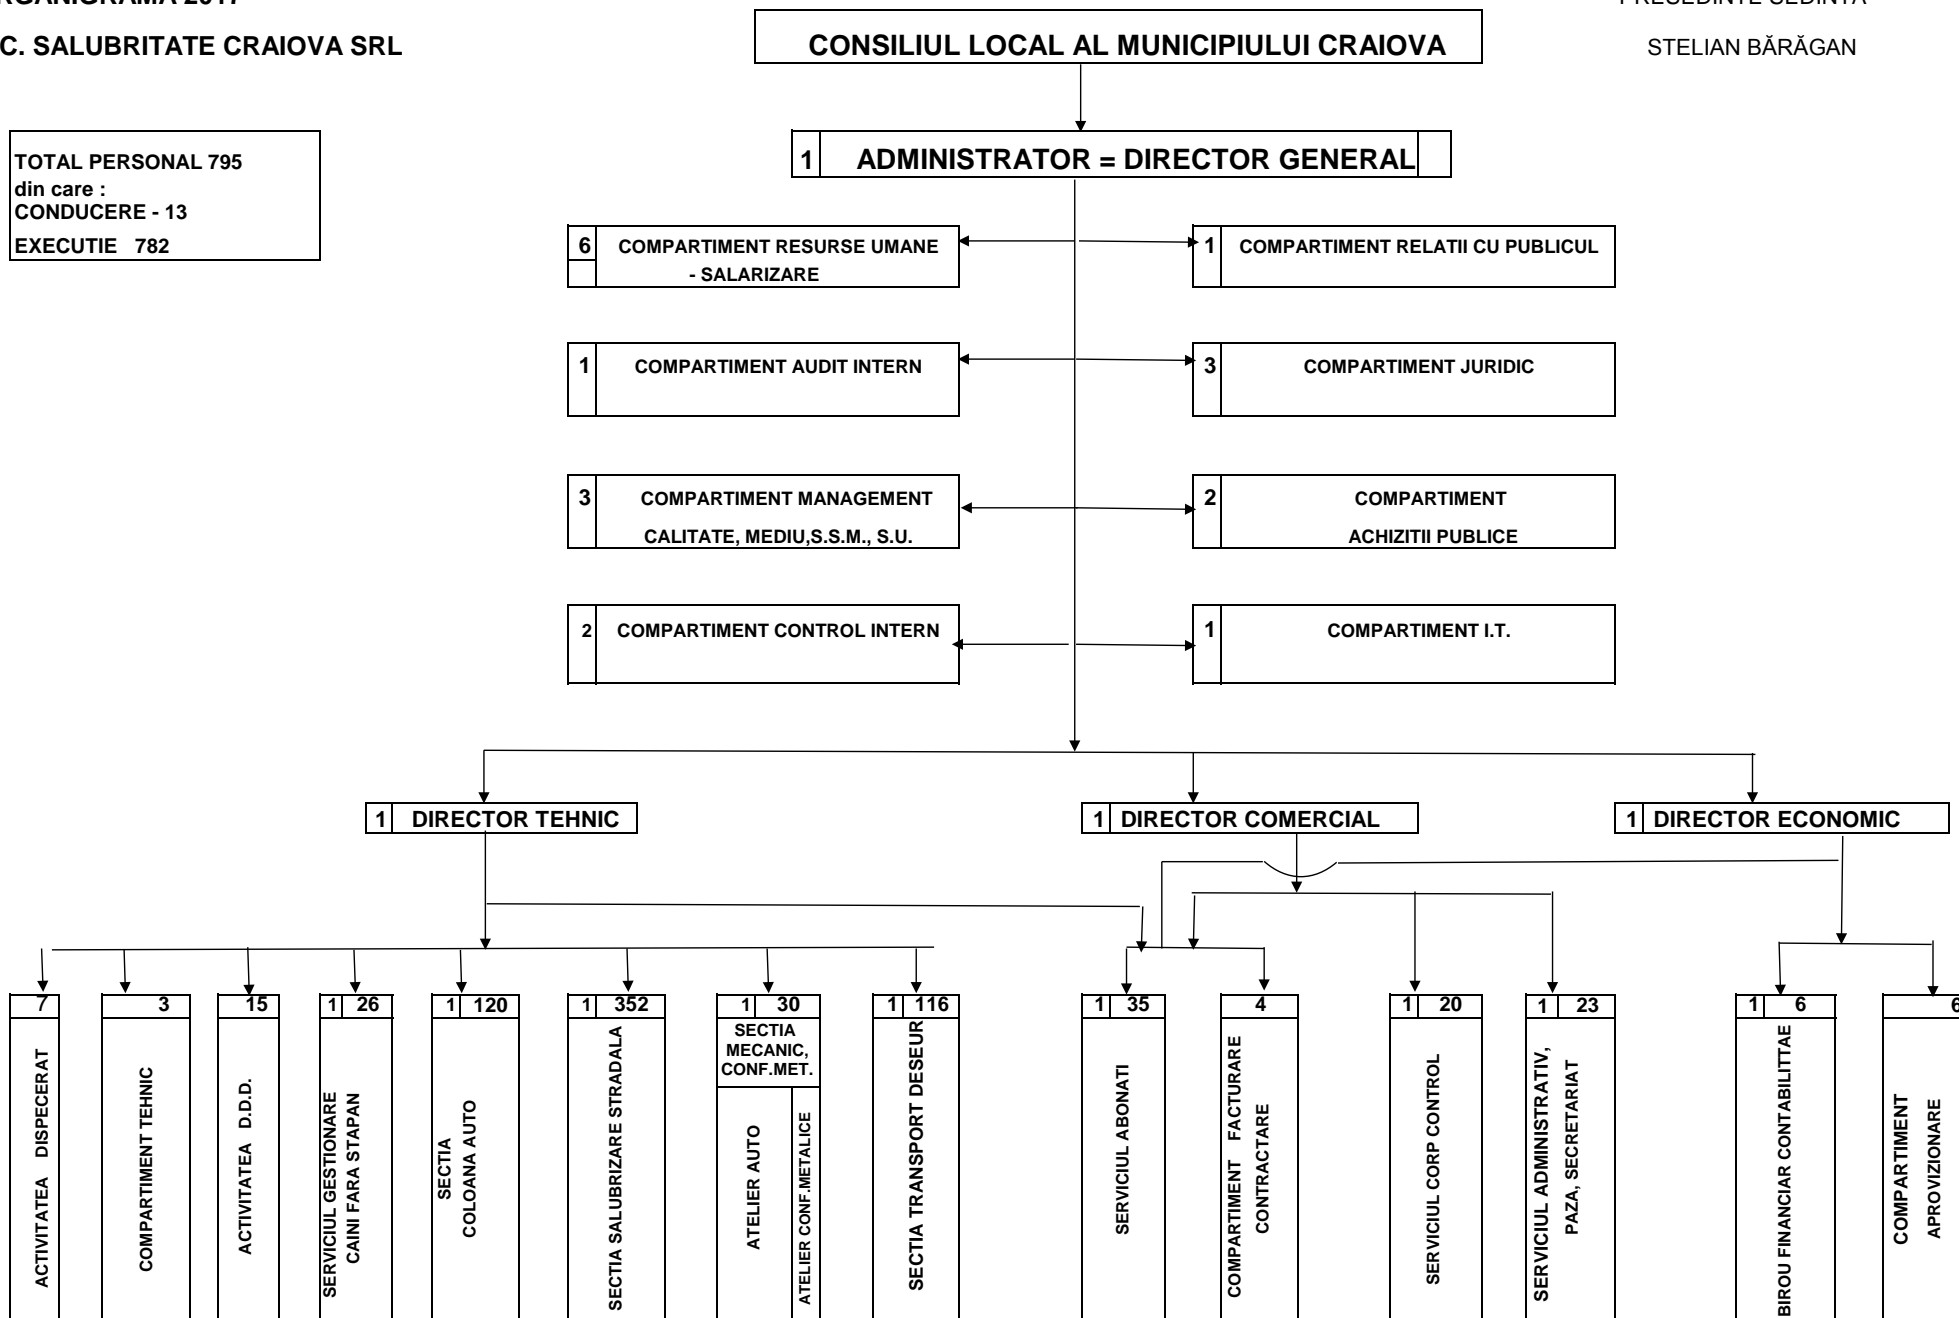 RGANIGRAMA 2017
PRESEDINTE SEDINTA
C. SALUBRITATE CRAIOVA SRL
CONSILIUL LOCAL AL MUNICIPIULUI CRAIOVA
STELIAN BĂRĂGAN
TOTAL PERSONAL 795
din care :
CONDUCERE - 13
EXECUTIE 782
1 ADMINISTRATOR = DIRECTOR GENERAL
6 COMPARTIMENT RESURSE UMANE
- SALARIZARE
1 COMPARTIMENT RELATII CU PUBLICUL
1 COMPARTIMENT AUDIT INTERN
3 COMPARTIMENT JURIDIC
3 COMPARTIMENT MANAGEMENT
CALITATE, MEDIU,S.S.M., S.U.
2 COMPARTIMENT
ACHIZITII PUBLICE
2 COMPARTIMENT CONTROL INTERN
1 COMPARTIMENT I.T.
1 DIRECTOR TEHNIC
1 DIRECTOR COMERCIAL
1 DIRECTOR ECONOMIC
7
ACTIVITATEA DISPECERAT
3
COMPARTIMENT TEHNIC
15
ACTIVITATEA D.D.D.
1 26
SERVICIUL GESTIONARE
CAINI FARA STAPAN
1 120
SECTIA
COLOANA AUTO
1 352
SECTIA SALUBRIZARE STRADALA
1 30
SECTIA
MECANIC,
CONF.MET.
ATELIER AUTO
ATELIER CONF.METALICE
1 116
SECTIA TRANSPORT DESEUR
1 35
SERVICIUL ABONATI
4
COMPARTIMENT FACTURARE
CONTRACTARE
1 20
SERVICIUL CORP CONTROL
1 23
SERVICIUL ADMINISTRATIV,
PAZA, SECRETARIAT
1 6
BIROU FINANCIAR CONTABILITTAE
6
COMPARTIMENT
APROVIZIONARE